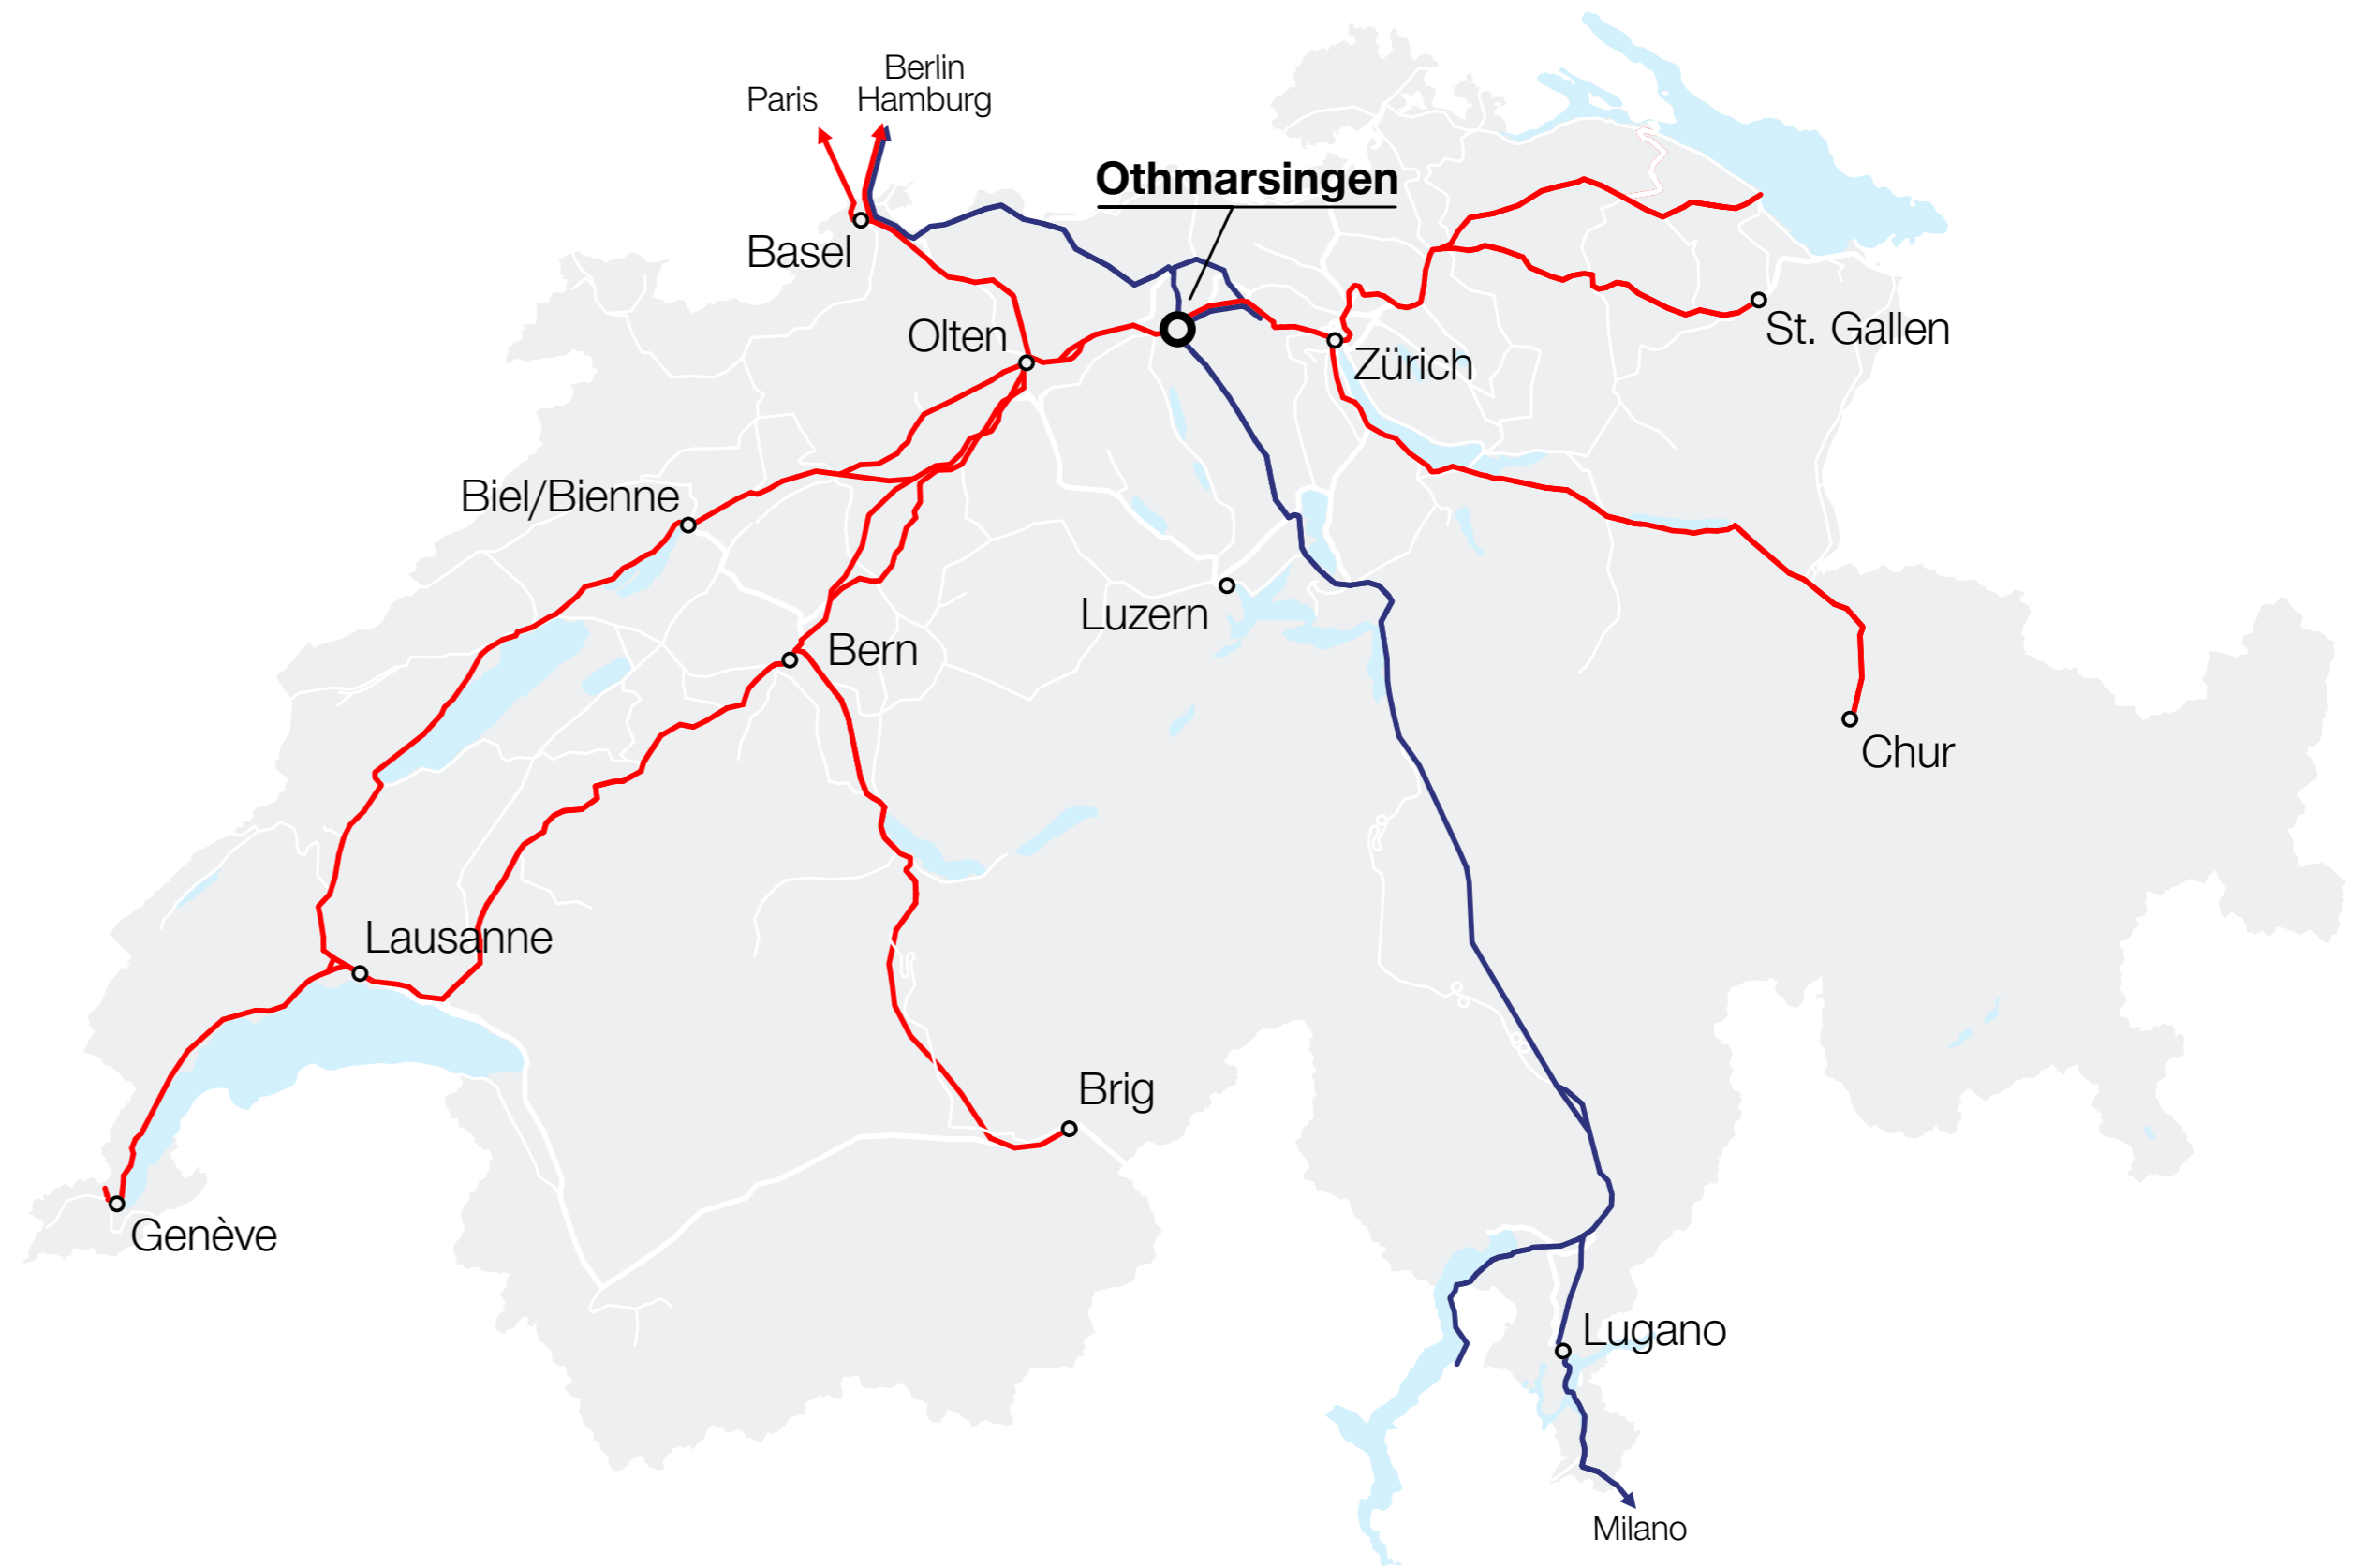 Berlin
Paris
Hamburg
Othmarsingen
Basel
Olten
St. Gallen
Zürich
Biel/Bienne
Luzern
Bern
Chur
Lausanne
Brig
Genève
Lugano
Milano